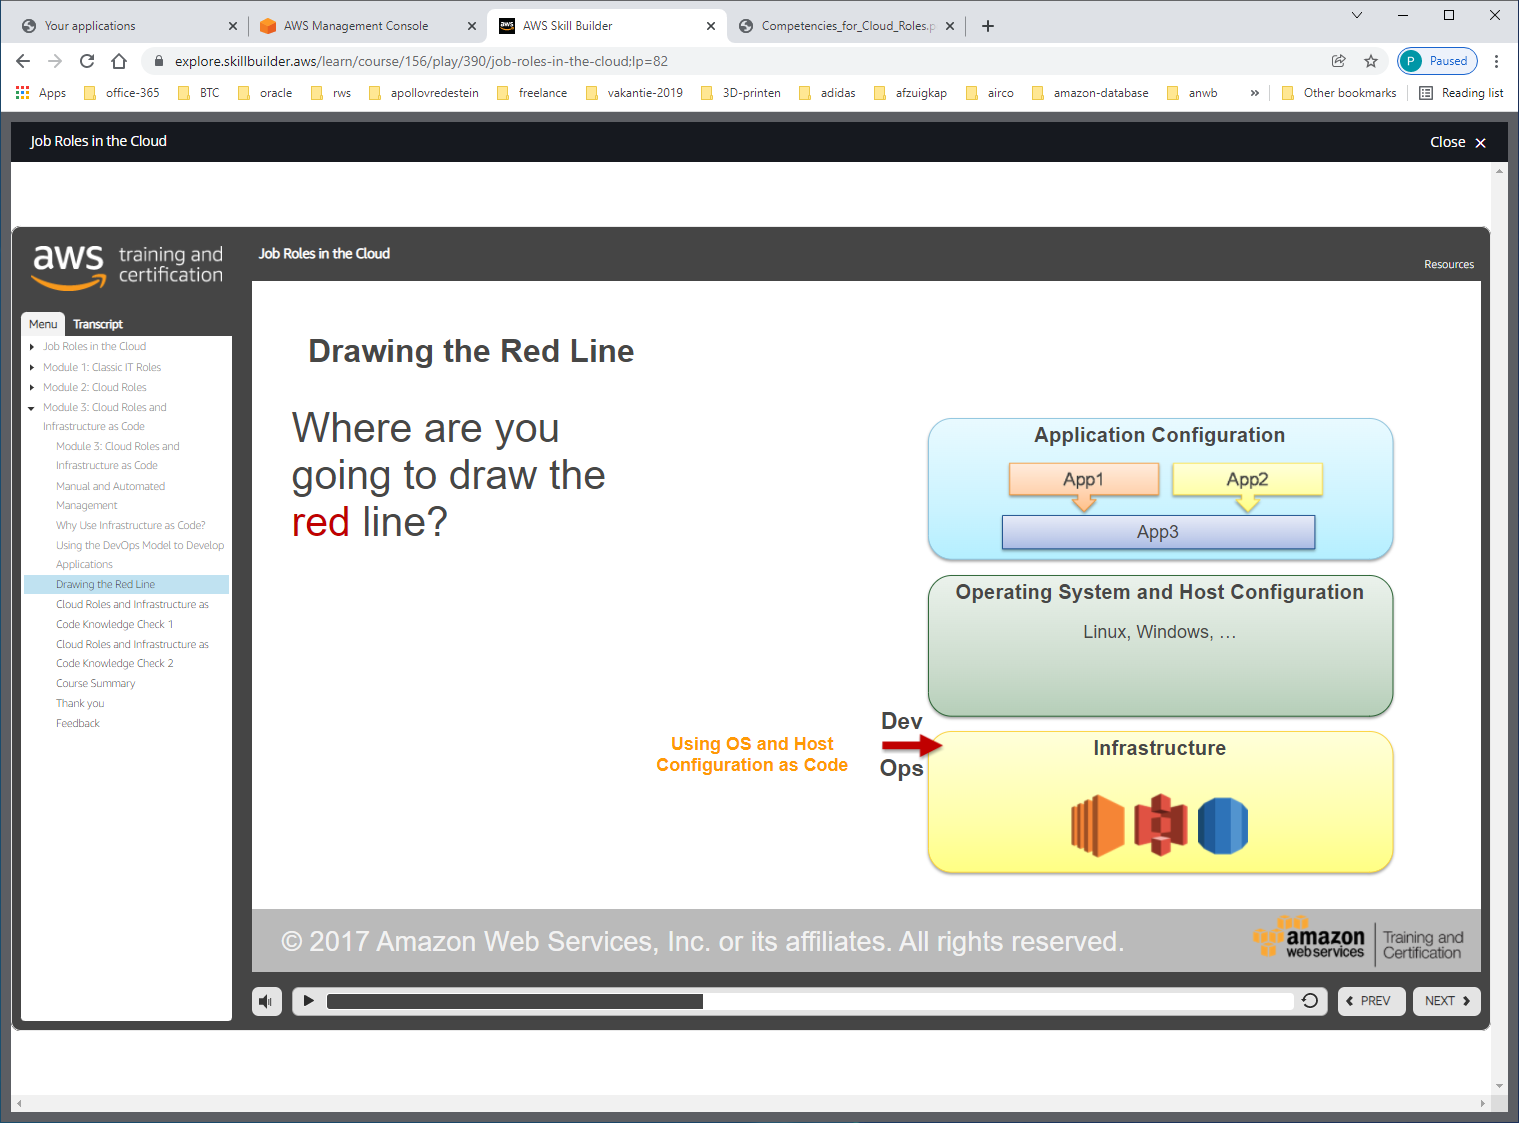 Your applications
AWS Management Console
AWS Skill Builder
Competencies_for_Cloud_Roles.p
explore.skillbuilder.aws/learn/course/156/play/390/job-roles-in-the-cloud;lp=82
P Paused
Apps office-365 BTC oracle rws apollovredestein freelance vakantie-2019 3D-printen adidas afzuigkap airco amazon-database anwb » Other bookmarks Reading list
Job Roles in the Cloud
Close
aws training and
certification
Job Roles in the Cloud
Resources
Menu Transcript
Job Roles in the Cloud
Module 1: Classic IT Roles
Module 2: Cloud Roles
Module 3: Cloud Roles and
Infrastructure as Code
Module 3: Cloud Roles and
Infrastructure as Code
Manual and Automated
Management
Why Use Infrastructure as Code?
Using the DevOps Model to Develop
Applications
Drawing the Red Line
Cloud Roles and Infrastructure as
Code Knowledge Check 1
Cloud Roles and Infrastructure as
Code Knowledge Check 2
Course Summary
Thank you
Feedback
Drawing the Red Line
Where are you
going to draw the
red line?
Application Configuration
App1 App2
App3
Operating System and Host Configuration
Linux, Windows, …
Using OS and Host
Configuration as Code
Dev
Ops
Infrastructure
© 2017 Amazon Web Services, Inc. or its affiliates. All rights reserved.
amazon
webservices
Training and
Certification
PREV
NEXT